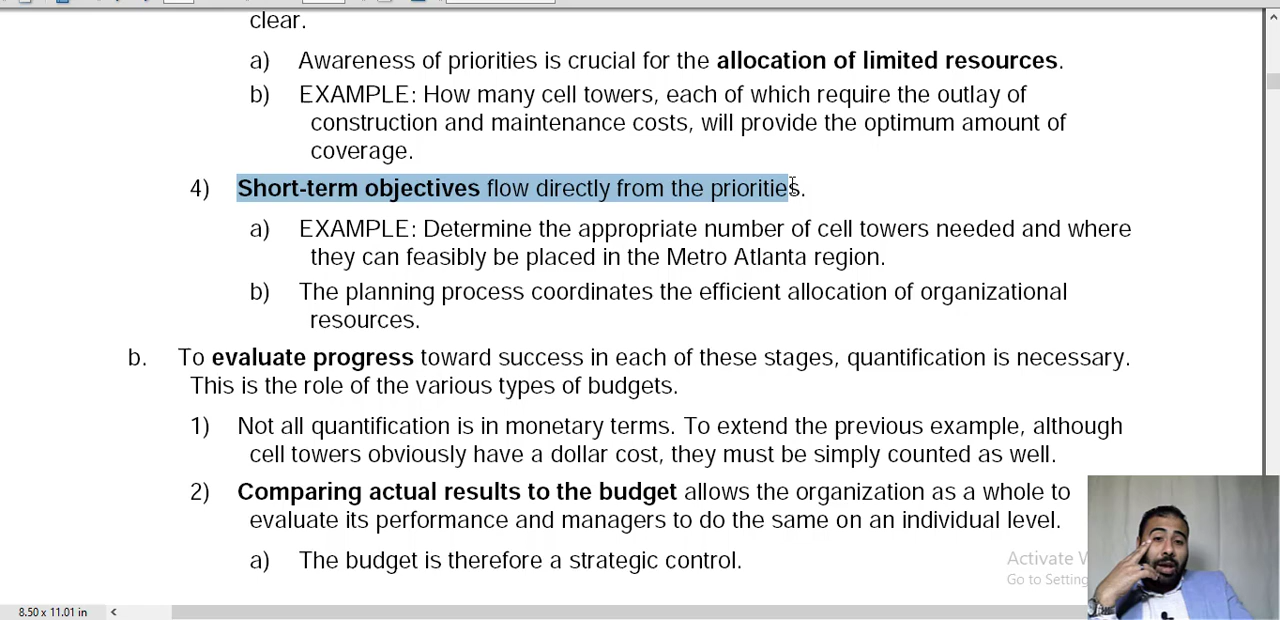 clear.
a) Awareness of priorities is crucial for the allocation of limited resources.
b) EXAMPLE: How many cell towers, each of which require the outlay of
construction and maintenance costs, will provide the optimum amount of
coverage.
4) Short-term objectives flow directly from the priorities.
a) EXAMPLE: Determine the appropriate number of cell towers needed and where
they can feasibly be placed in the Metro Atlanta region.
b) The planning process coordinates the efficient allocation of organizational
resources.
b. To evaluate progress toward success in each of these stages, quantification is necessary.
This is the role of the various types of budgets.
1) Not all quantification is in monetary terms. To extend the previous example, although
cell towers obviously have a dollar cost, they must be simply counted as well.
2) Comparing actual results to the budget allows the organization as a whole to
evaluate its performance and managers to do the same on an individual level.
a) The budget is therefore a strategic control.
Activate
Go to Setting
8.50 x 11.01 in